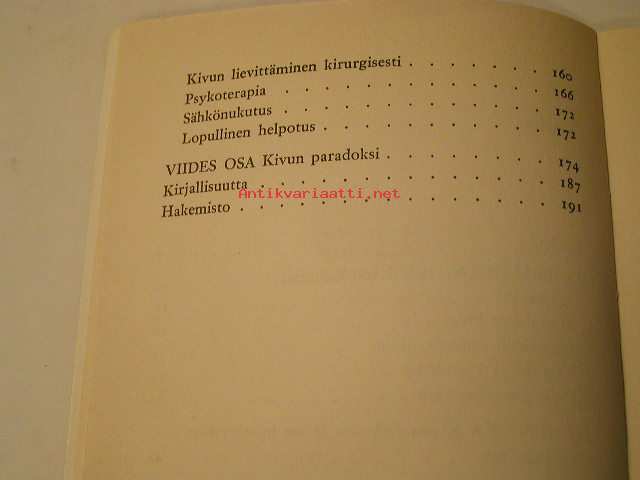 Kivun lievittäminen kirurgisesti . . . . . . . 160
Psykoterapia . . . . . . . . . . . . . 166
Sähkönukutus . . . . . . . . . . . . 172
Lopullinen helpotus . . . . . . . . . . . 172
VIIDES OSA Kivun paradoksi . . . . . . . . 174
Kirjallisuutta . . . . . . . . . . . . . . 187
Antikvariaatti.net
Hakemisto . . . . . . . . . . . . . . . 191